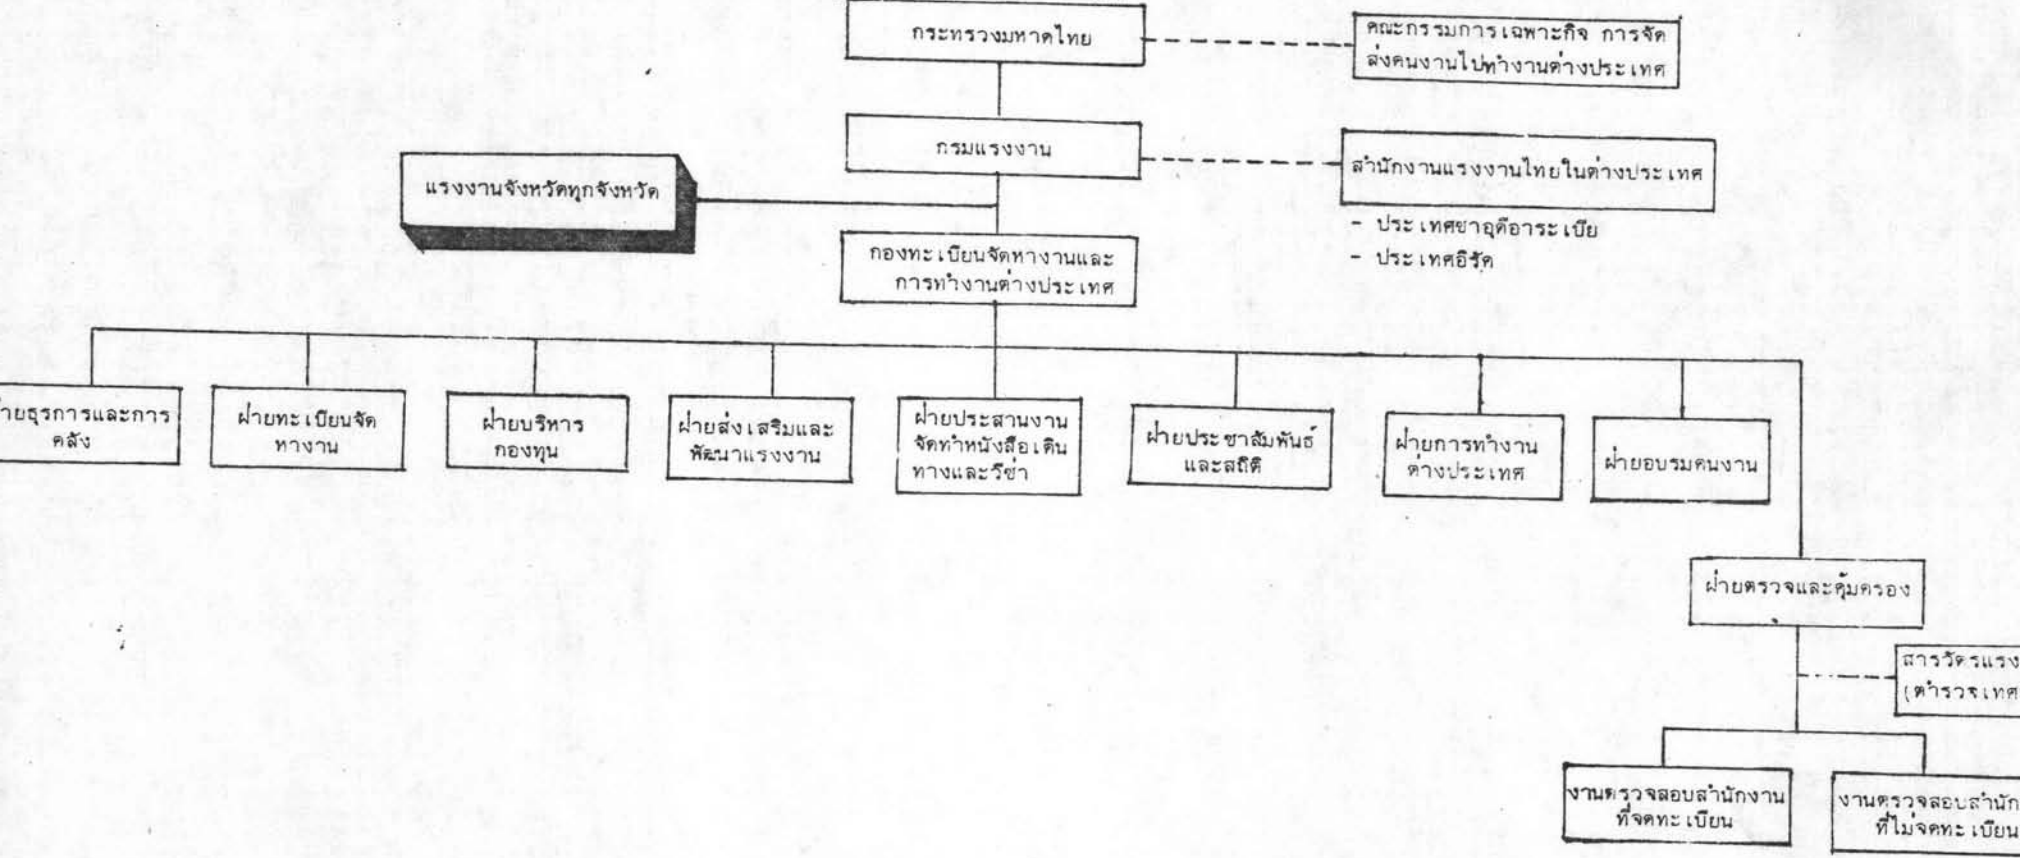 กระทรวงมหาดไทย
คณะกรรมการเฉพาะกิจ การจัด
ส่งคนงานไปทำงานต่างประเทศ
กรมแรงงาน
สำนักงานแรงงานไทยในต่างประเทศ
- ประเทศซาอุดีอาระเบีย
- ประเทศอิรัค
แรงงานจังหวัดทุกจังหวัด
กองทะเบียนจัดหางานและ
การทำงานต่างประเทศ
ายธุรการและการ
คลัง
ฝ่ายทะเบียนจัด
หางาน
ฝ่ายบริหาร
กองทุน
ฝ่ายส่งเสริมและ
พัฒนาแรงงาน
ฝ่ายประสานงาน
จัดทำหนังสือเดิน
ทางและวีซ่า
ฝ่ายประชาสัมพันธ์
และสถิติ
ฝ่ายการทำงาน
ต่างประเทศ
ฝ่ายอบรมคนงาน
ฝ่ายตรวจและคุ้มครอง
สารวัตรแรง
(ตำรวจเทศ
งานตรวจสอบสำนักงาน
ที่จดทะเบียน
งานตรวจสอบสำนัก
ที่ไม่จดทะเบียน